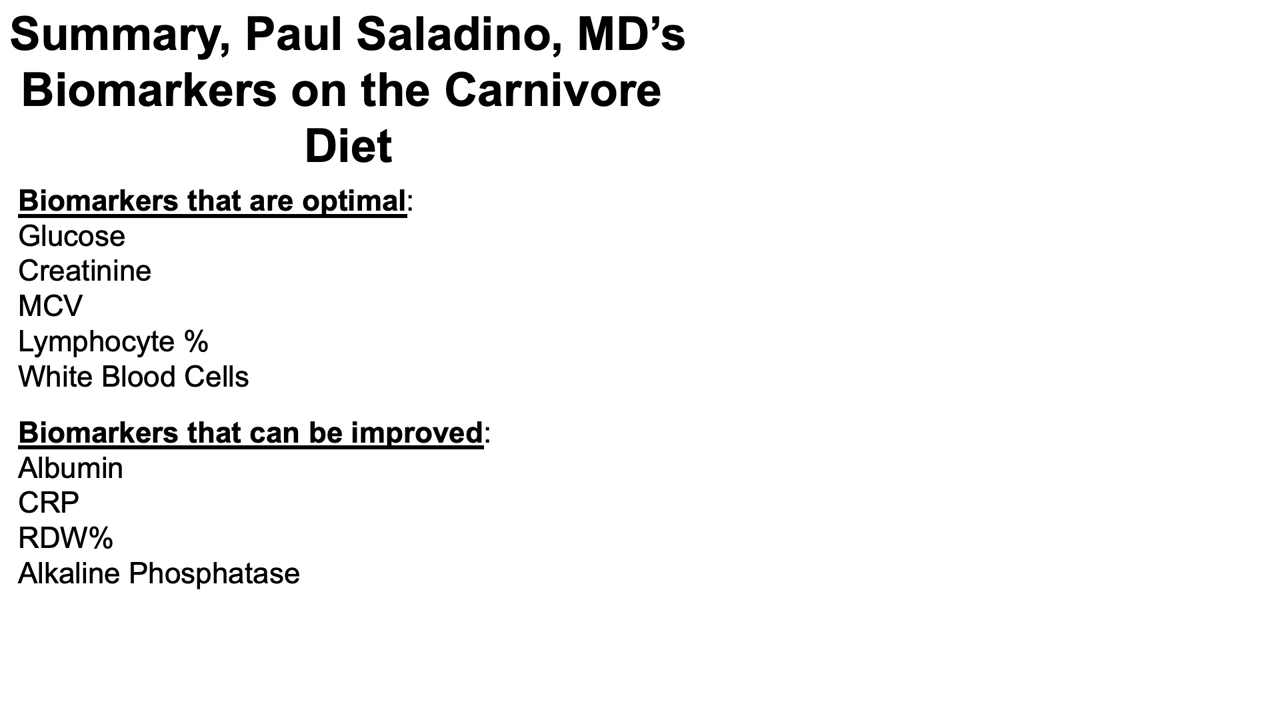 Summary, Paul Saladino, MD’s
Biomarkers on the Carnivore
Diet
Biomarkers that are optimal:
Glucose
Creatinine
MCV
Lymphocyte %
White Blood Cells
Biomarkers that can be improved:
Albumin
CRP
RDW%
Alkaline Phosphatase